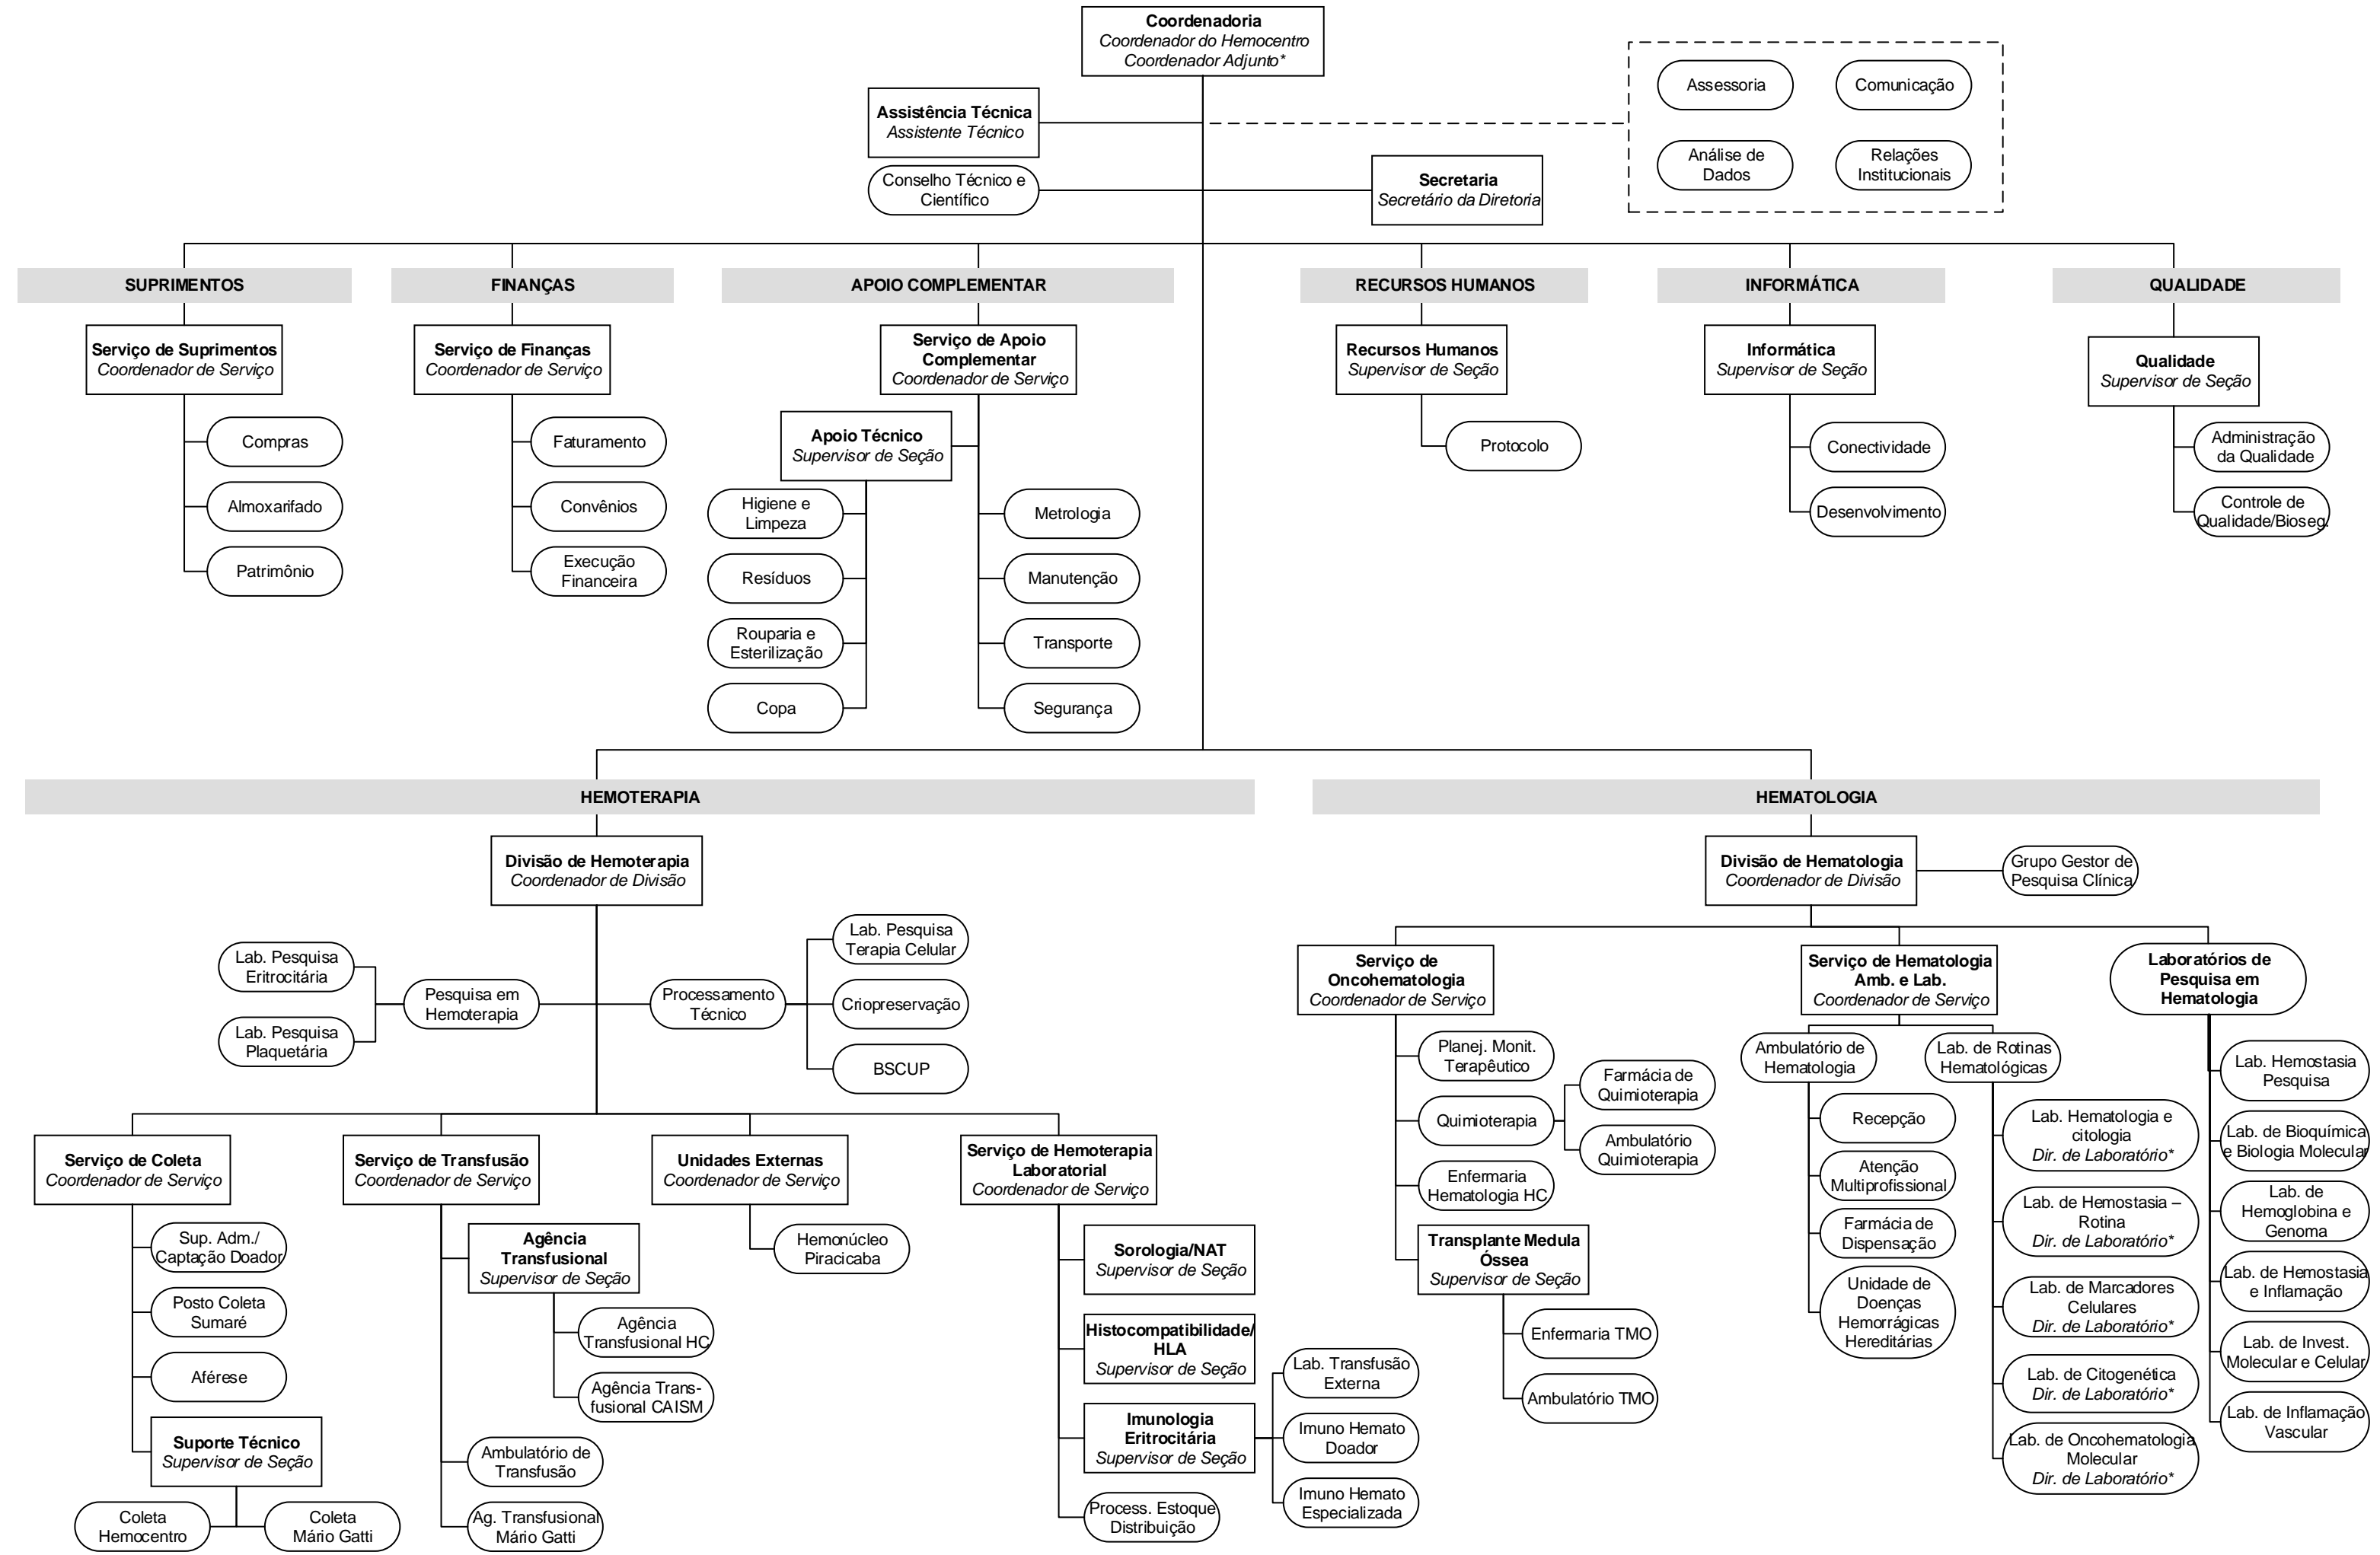 Coordenadoria
Coordenador do Hemocentro
Coordenador Adjunto*
Assistência Técnica
Assistente Técnico
Conselho Técnico e
Científico
Secretaria
Secretário da Diretoria
Assessoria
Comunicação
Análise de
Dados
Relações
Institucionais
SUPRIMENTOS
Serviço de Suprimentos
Coordenador de Serviço
Compras
Almoxarifado
Patrimônio
FINANÇAS
Serviço de Finanças
Coordenador de Serviço
Faturamento
Convênios
Execução
Financeira
APOIO COMPLEMENTAR
Serviço de Apoio
Complementar
Coordenador de Serviço
Apoio Técnico
Supervisor de Seção
Higiene e
Limpeza
Resíduos
Rouparia e
Esterilização
Copa
Metrologia
Manutenção
Transporte
Segurança
RECURSOS HUMANOS
Recursos Humanos
Supervisor de Seção
Protocolo
INFORMÁTICA
Informática
Supervisor de Seção
Conectividade
Desenvolvimento
QUALIDADE
Qualidade
Supervisor de Seção
Administração
da Qualidade
Controle de
Qualidade/Bioseg.
HEMOTERAPIA
Divisão de Hemoterapia
Coordenador de Divisão
Lab. Pesquisa
Eritrocitária
Lab. Pesquisa
Plaquetária
Pesquisa em
Hemoterapia
Processamento
Técnico
Lab. Pesquisa
Terapia Celular
Criopreservação
BSCUP
Serviço de Coleta
Coordenador de Serviço
Sup. Adm./
Captação Doador
Posto Coleta
Sumaré
Aférese
Suporte Técnico
Supervisor de Seção
Coleta
Hemocentro
Coleta
Mário Gatti
Serviço de Transfusão
Coordenador de Serviço
Agência
Transfusional
Supervisor de Seção
Agência
Transfusional HC
Agência Trans-
fusional CAISM
Ambulatório de
Transfusão
Ag. Transfusional
Mário Gatti
Unidades Externas
Coordenador de Serviço
Hemonúcleo
Piracicaba
Serviço de Hemoterapia
Laboratorial
Coordenador de Serviço
Sorologia/NAT
Supervisor de Seção
Histocompatibilidade/
HLA
Supervisor de Seção
Imunologia
Eritrocitária
Supervisor de Seção
Lab. Transfusão
Externa
Imuno Hemato
Doador
Imuno Hemato
Especializada
Process. Estoque
Distribuição
HEMATOLOGIA
Divisão de Hematologia
Coordenador de Divisão
Grupo Gestor de
Pesquisa Clínica
Serviço de
Oncohematologia
Coordenador de Serviço
Planej. Monit.
Terapêutico
Quimioterapia
Farmácia de
Quimioterapia
Ambulatório
Quimioterapia
Enfermaria
Hematologia HC
Transplante Medula
Óssea
Supervisor de Seção
Enfermaria TMO
Ambulatório TMO
Serviço de Hematologia
Amb. e Lab.
Coordenador de Serviço
Ambulatório de
Hematologia
Recepção
Atenção
Multiprofissional
Farmácia de
Dispensação
Unidade de
Doenças
Hemorrágicas
Hereditárias
Lab. de Rotinas
Hematológicas
Lab. Hematologia e
citologia
Dir. de Laboratório*
Lab. de Hemostasia –
Rotina
Dir. de Laboratório*
Lab. de Marcadores
Celulares
Dir. de Laboratório*
Lab. de Citogenética
Dir. de Laboratório*
Lab. de Oncohematologia
Molecular
Dir. de Laboratório*
Laboratórios de
Pesquisa em
Hematologia
Lab. Hemostasia
Pesquisa
Lab. de Bioquímica
e Biologia Molecular
Lab. de
Hemoglobina e
Genoma
Lab. de Hemostasia
e Inflamação
Lab. de Invest.
Molecular e Celular
Lab. de Inflamação
Vascular